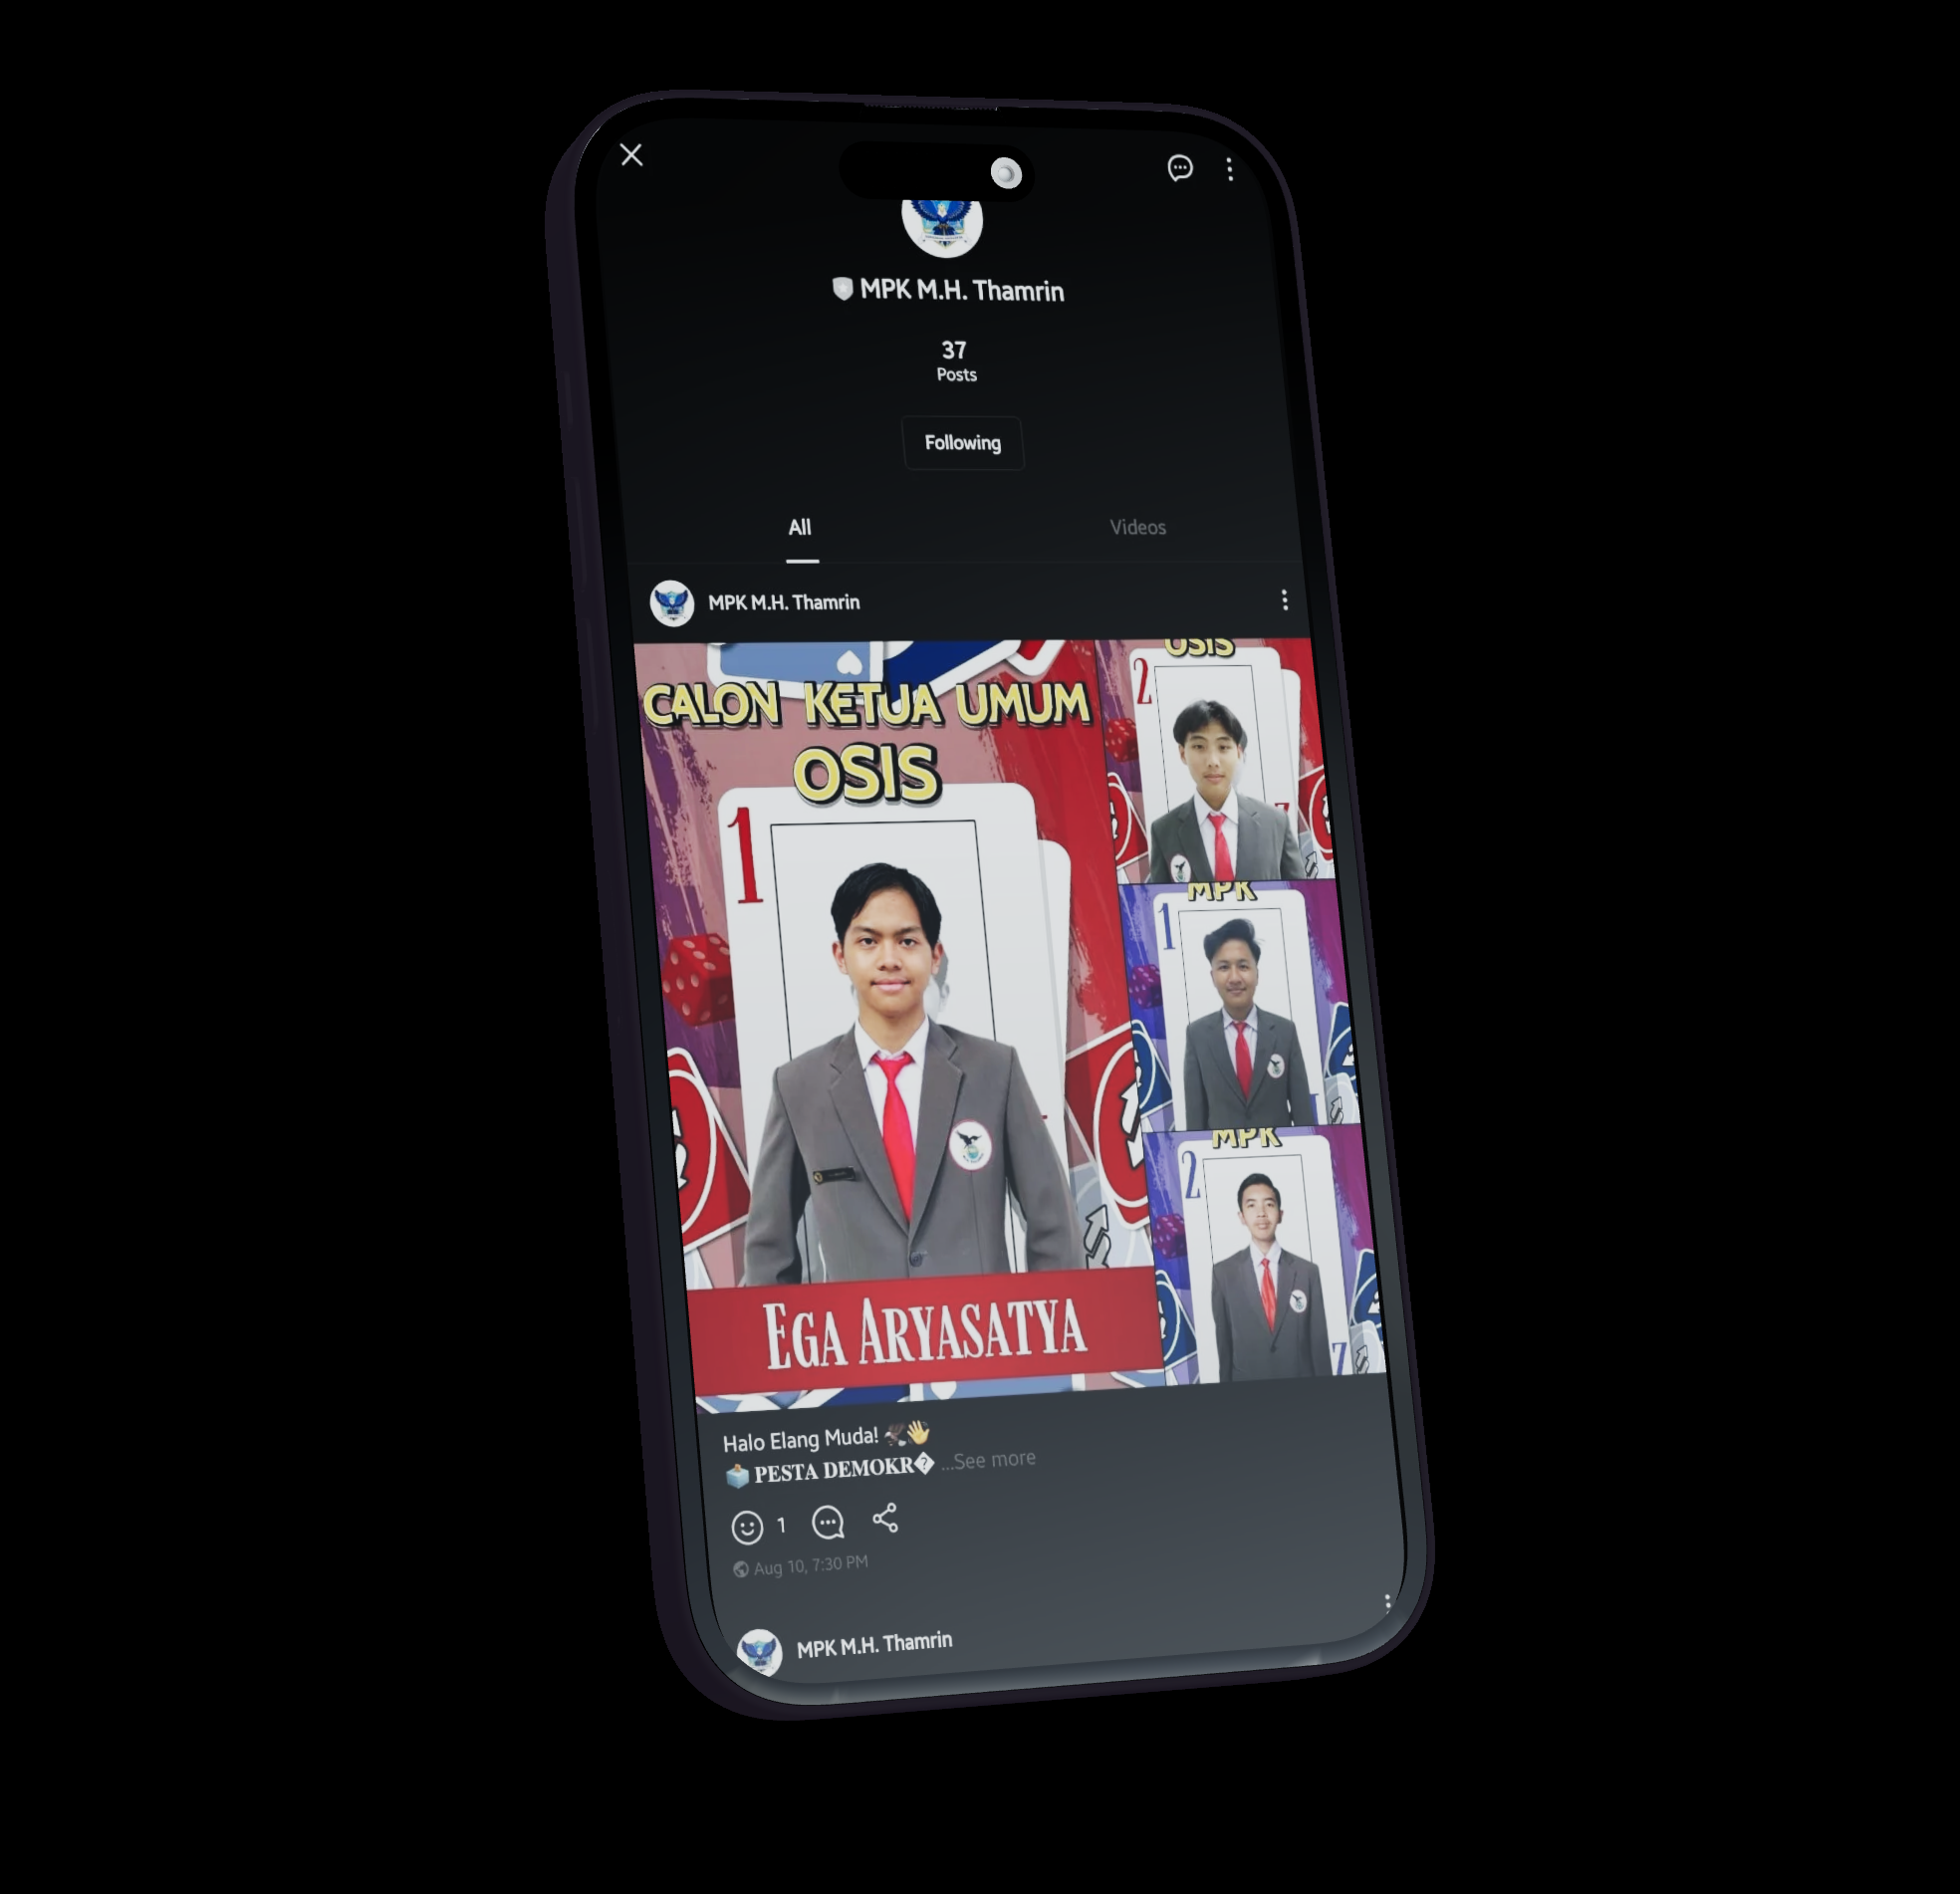 MPK M.H. Thamrin
37
Posts
Following
All
Videos
MPK M.H. Thamrin
CALON KETUA UMUM
OSIS
1
EGA ARYASATYA
OSIS
2
MPK
1
MPK
2
Halo Elang Muda! 🦅👋
🗳️ PESTA DEMOKR� ...See more
1
Aug 10, 7:30 PM
MPK M.H. Thamrin